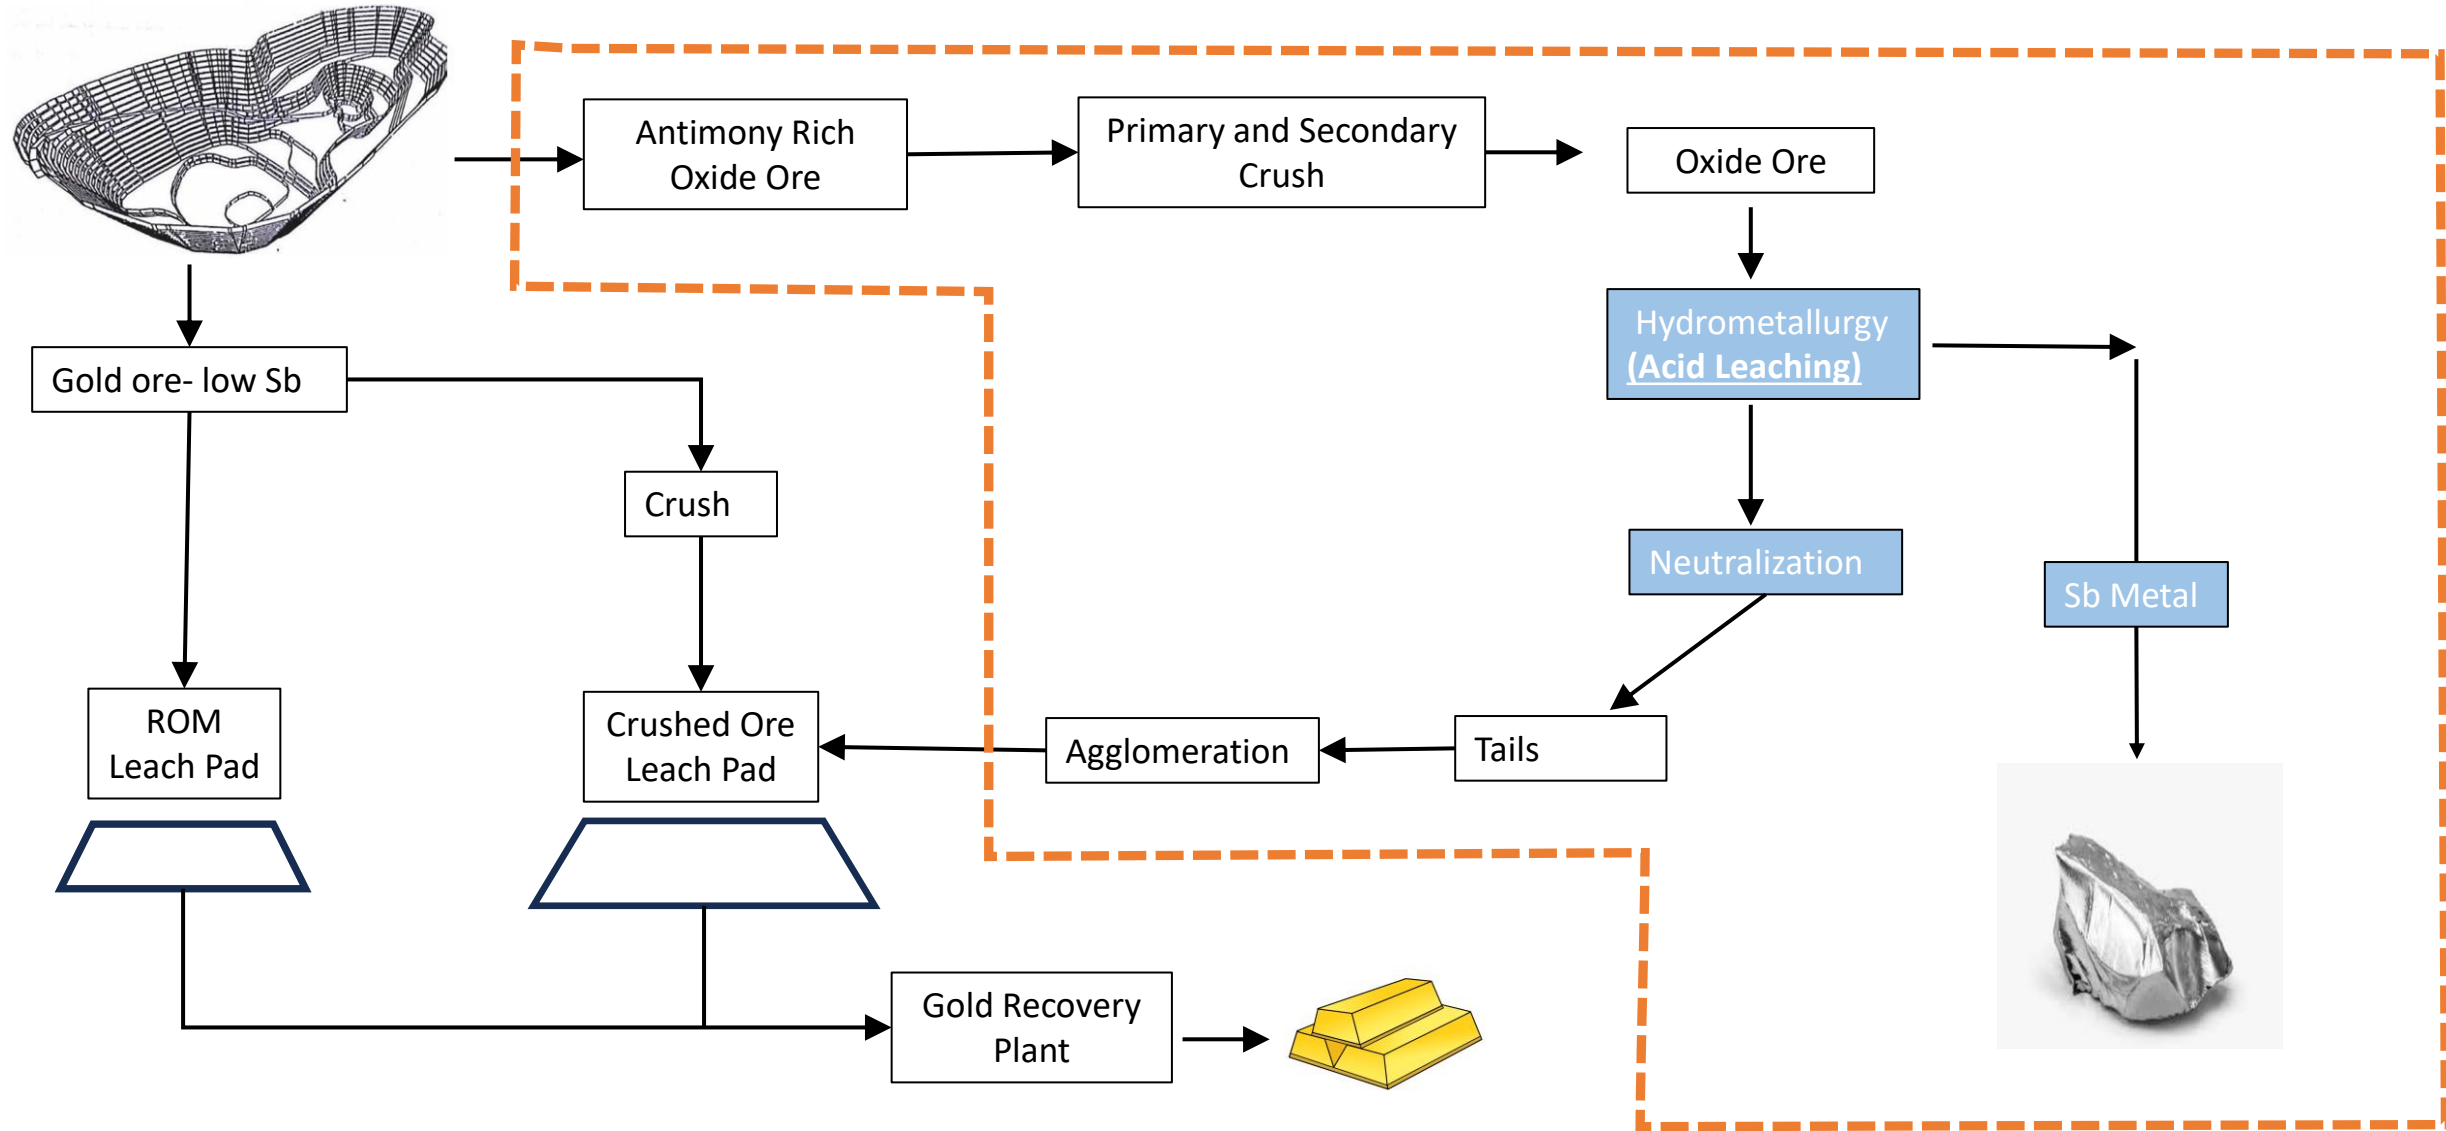 Antimony Rich
Oxide Ore
Primary and Secondary
Crush
Oxide Ore
Hydrometallurgy
(Acid Leaching)
Gold ore- low Sb
Crush
Neutralization
Sb Metal
ROM
Leach Pad
Crushed Ore
Leach Pad
Agglomeration
Tails
Gold Recovery
Plant